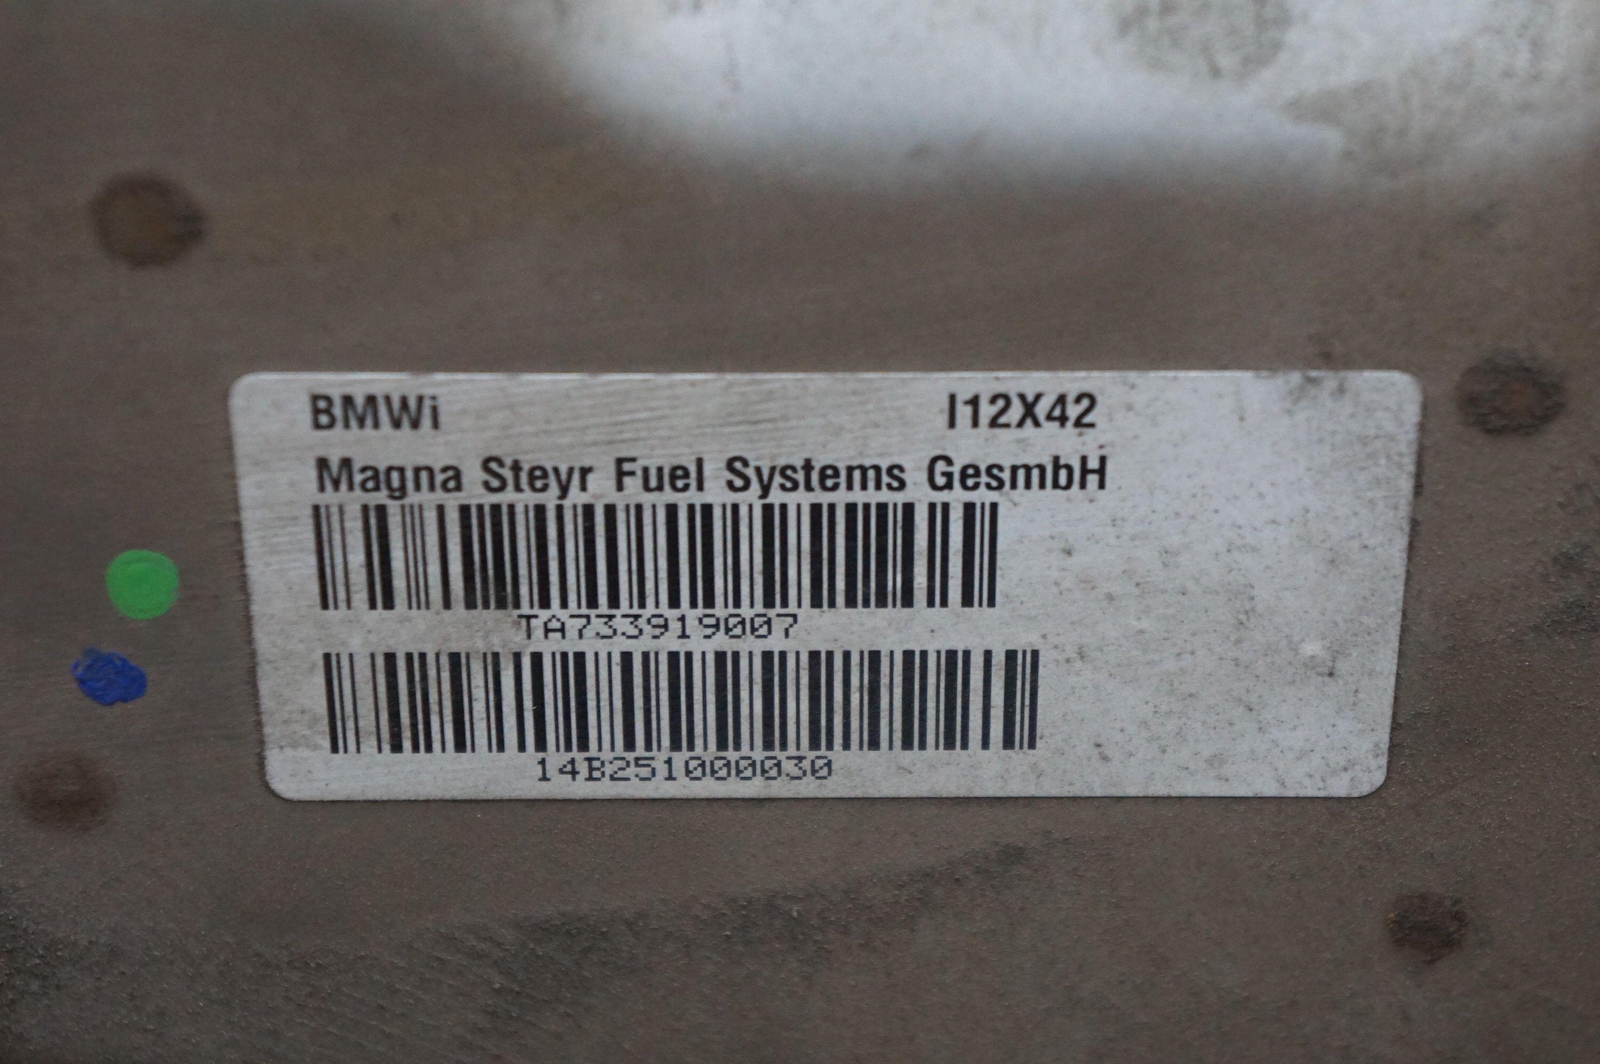 BMWi I12X42
Magna Steyr Fuel Systems GesmbH
TA733919007
14B251000030